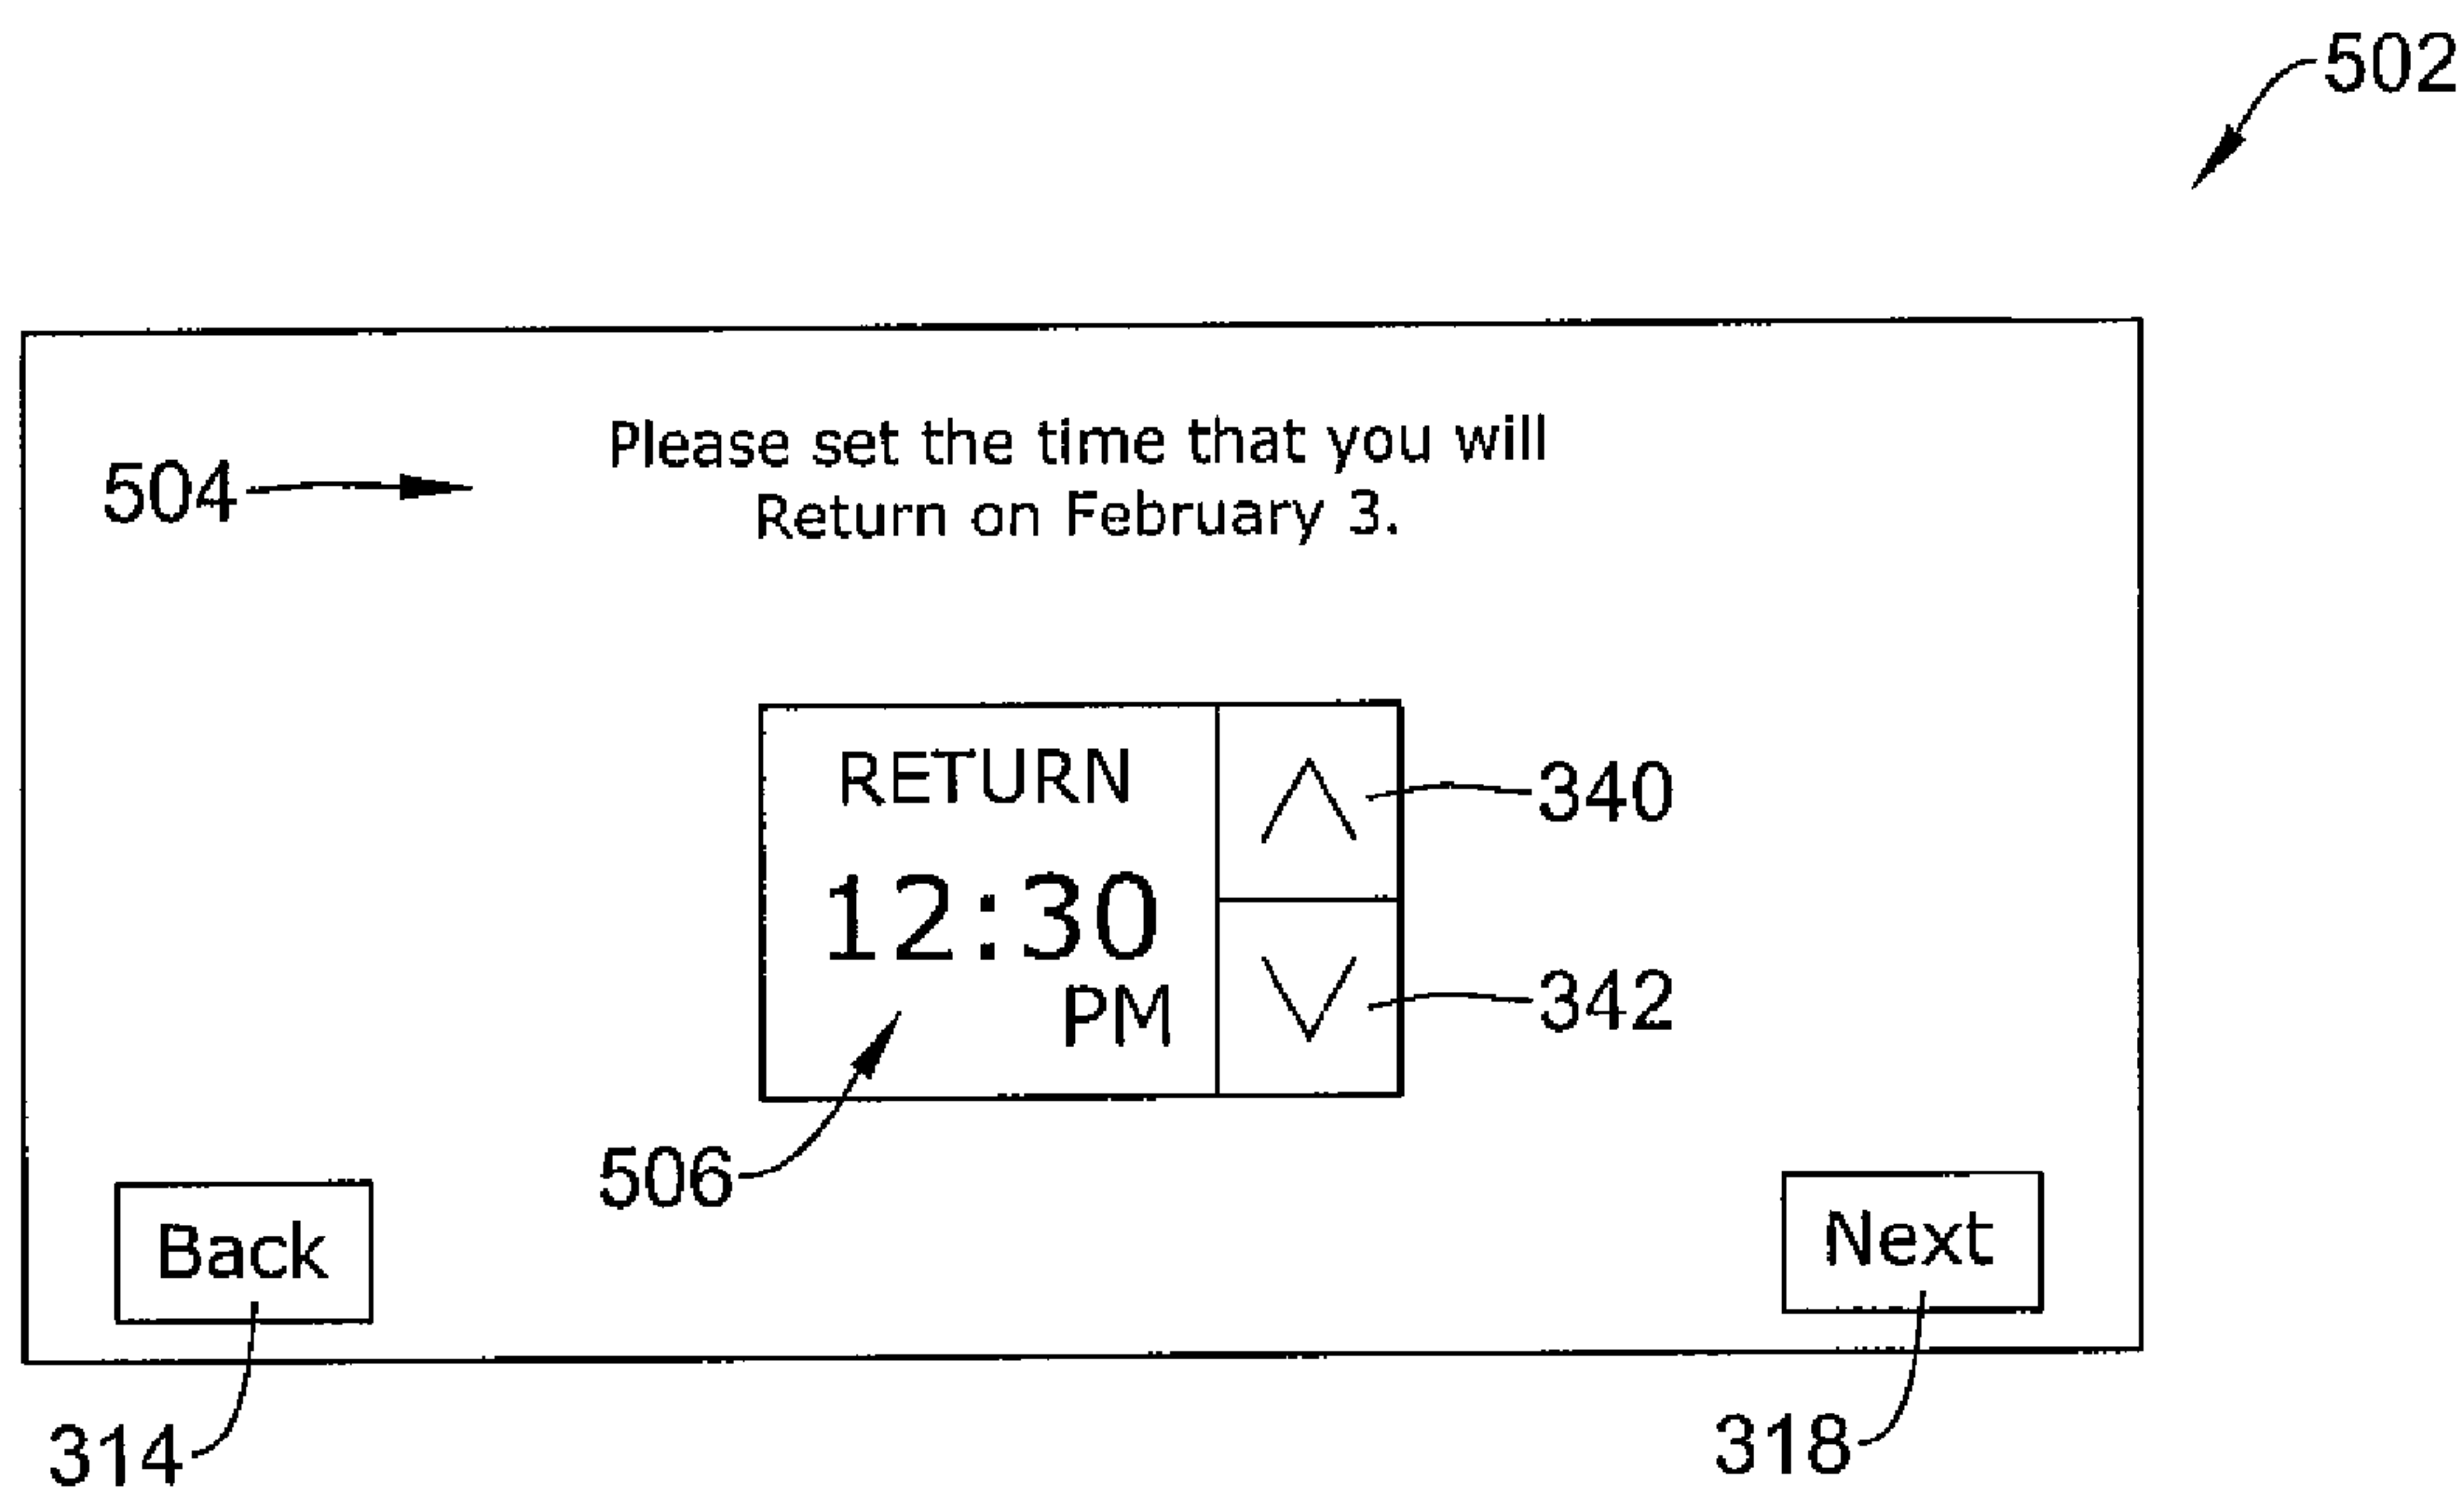 502
Please set the time that you will
504
Return on February 3.
RETURN
340
12:30
PM
342
506
Back
Next
314
318